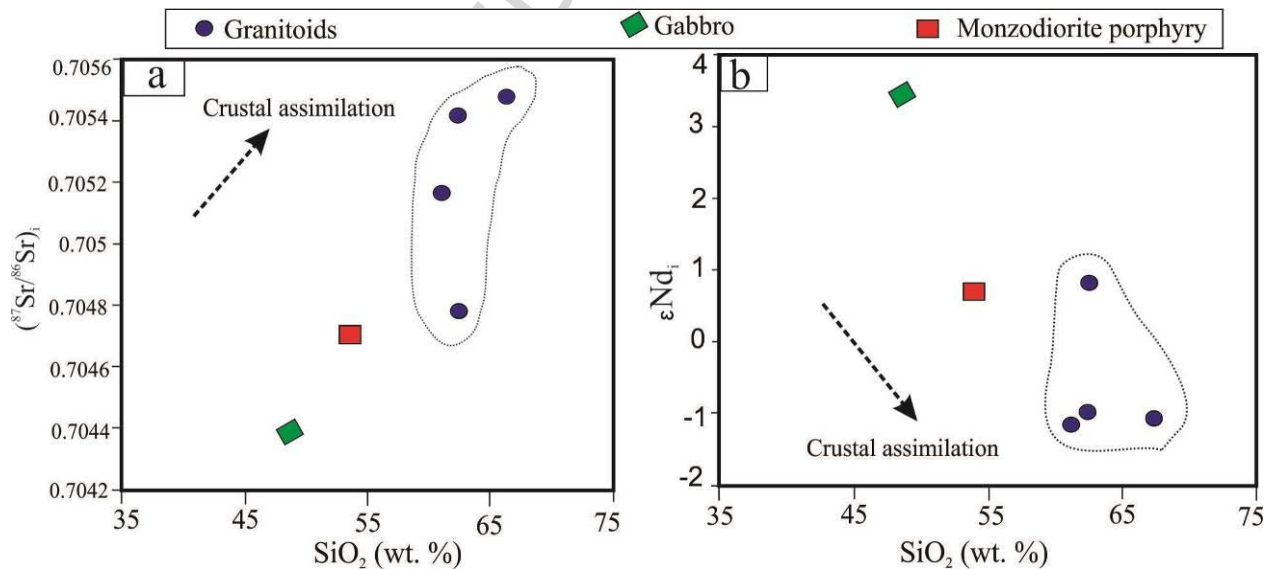 Granitoids Gabbro Monzodiorite porphyry
a
0.7056
0.7054
0.7052
0.705
0.7048
0.7046
0.7044
0.7042
(⁸⁷Sr/⁸⁶Sr)ᵢ
Crustal assimilation
35 45 55 65 75
SiO₂ (wt. %)
b
4
3
2
1
0
-1
-2
εNdᵢ
Crustal assimilation
35 45 55 65 75
SiO₂ (wt. %)